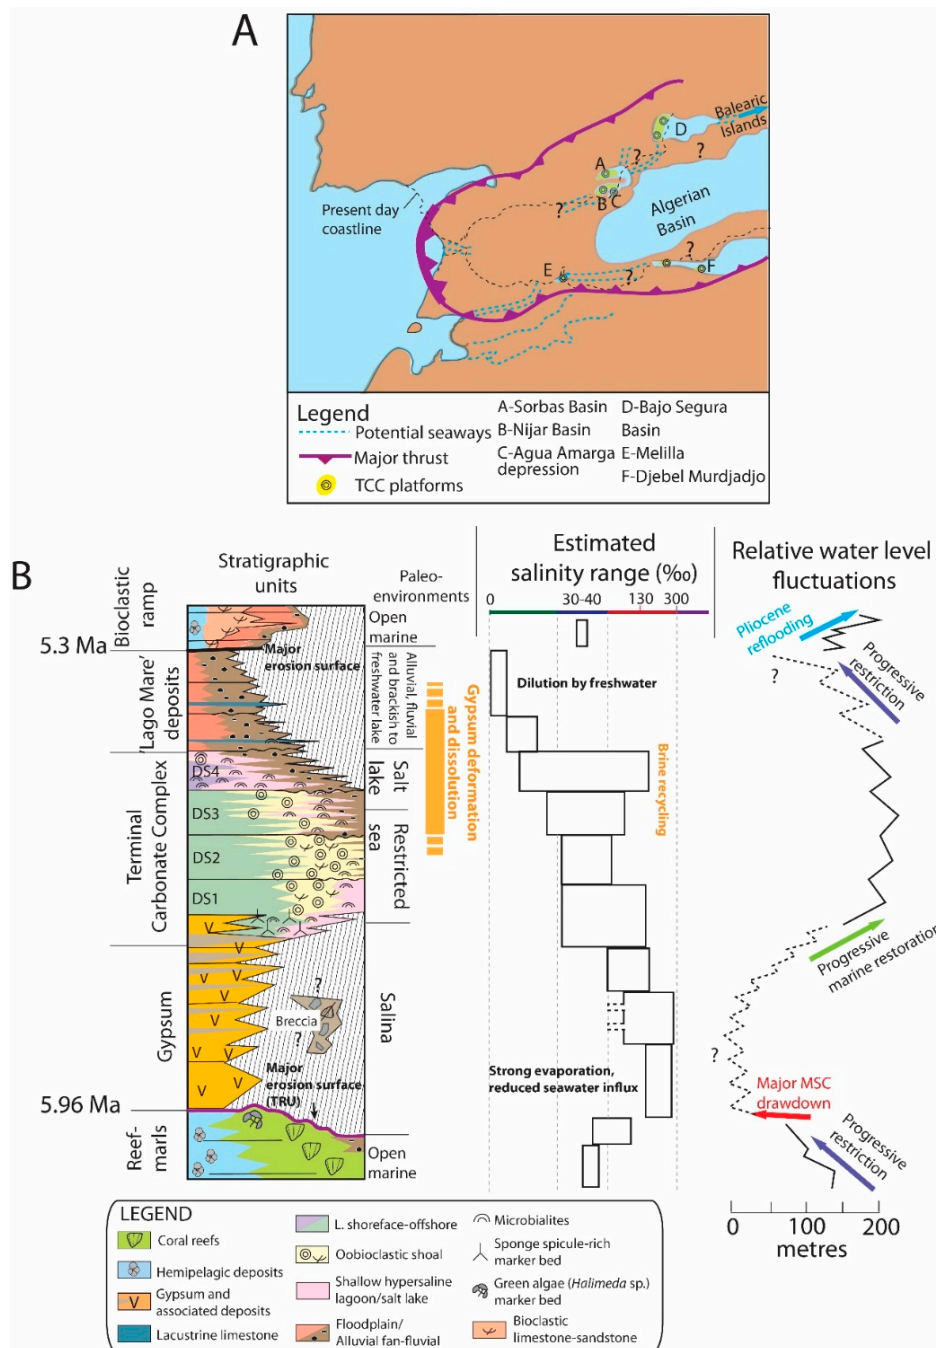 A
Balearic
Islands
D
?
?
A
Present day
coastline
B C
?
Algerian
Basin
?
E
F
?
Legend
Potential seaways
Major thrust
TCC platforms
A-Sorbas Basin
B-Nijar Basin
C-Agua Amarga
depression
D-Bajo Segura
Basin
E-Melilla
F-Djebel Murdjadjo
B
Stratigraphic
units
Paleo-
environments
Estimated
salinity range (‰)
0 30-40 130 300
Relative water level
fluctuations
Bioclastic
ramp
Open
marine
5.3 Ma
Major
erosion surface
'Lago Mare'
deposits
Alluvial, fluvial
and brackish to
freshwater lake
Gypsum deformation
and dissolution
Dilution by freshwater
Brine recycling
Pliocene
reflooding
?
Progressive
restriction
Terminal
Carbonate Complex
DS4
DS3
DS2
DS1
Salt
lake
Restricted
sea
V
Progressive
marine restoration
Gypsum
V
V V
V
V V
V
V V
V V
?
Breccia
?
Salina
?
Strong evaporation,
reduced seawater influx
Major MSC
drawdown
Major
erosion surface
(TRU)
5.96 Ma
Reef-
marls
Open
marine
Progressive
restriction
0 100 200
metres
LEGEND
Coral reefs
Hemipelagic deposits
V
Gypsum and
associated deposits
Lacustrine limestone
L. shoreface-offshore
Oobioclastic shoal
Shallow hypersaline
lagoon/salt lake
Floodplain/
Alluvial fan-fluvial
Microbialites
Sponge spicule-rich
marker bed
Green algae (Halimeda sp.)
marker bed
Bioclastic
limestone-sandstone